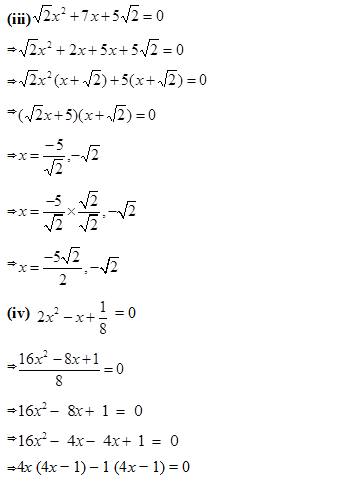 (iii) √2x² + 7x + 5√2 = 0
⇒ √2x² + 2x + 5x + 5√2 = 0
⇒ √2x²(x + √2) + 5(x + √2) = 0
⇒ (√2x + 5)(x + √2) = 0
⇒ x = -5/√2, -√2
⇒ x = -5/√2 × √2/√2, -√2
⇒ x = -5√2/2, -√2
(iv) 2x² - x + 1/8 = 0
⇒ (16x² - 8x + 1)/8 = 0
⇒ 16x² - 8x + 1 = 0
⇒ 16x² - 4x - 4x + 1 = 0
⇒ 4x (4x - 1) - 1 (4x - 1) = 0